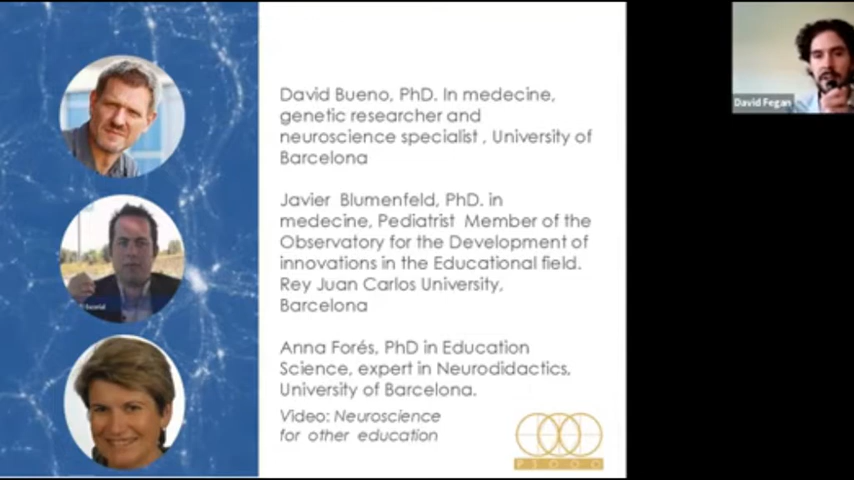 David Bueno, PhD. In medecine,
genetic researcher and
neuroscience specialist , University of
Barcelona
Javier Blumenfeld, PhD. in
medecine, Pediatrist Member of the
Observatory for the Development of
innovations in the Educational field.
Rey Juan Carlos University,
Barcelona
Anna Forés, PhD in Education
Science, expert in Neurodidactics,
University of Barcelona.
Video: Neuroscience
for other education
David Fegan